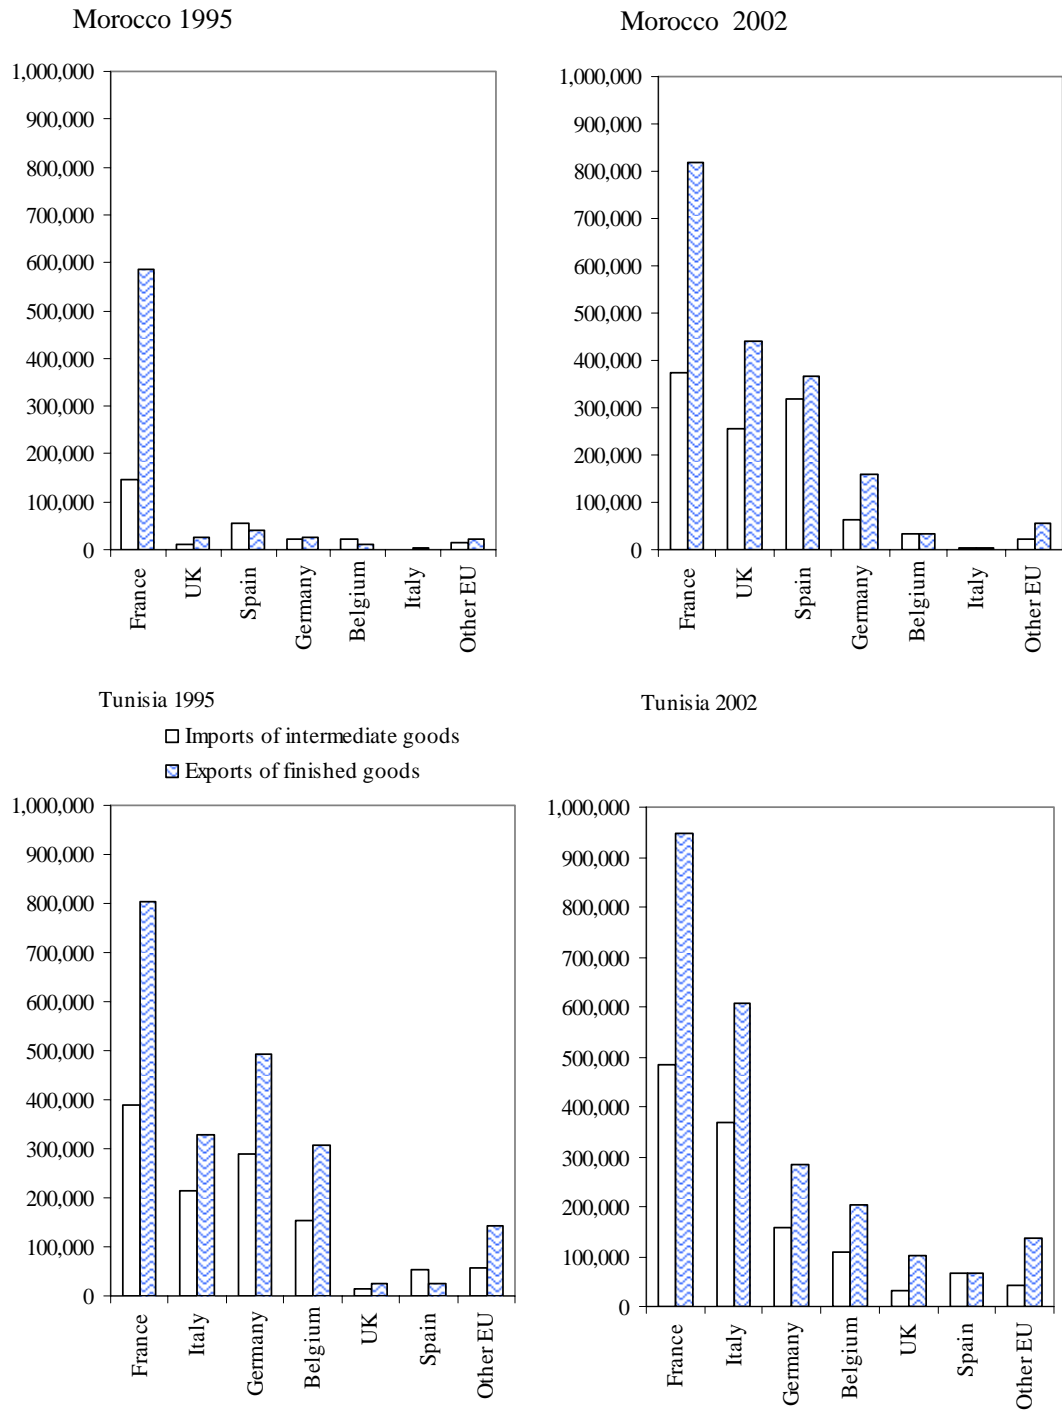 Morocco 1995
1,000,000
900,000
800,000
700,000
600,000
500,000
400,000
300,000
200,000
100,000
0
France
UK
Spain
Germany
Belgium
Italy
Other EU
Morocco 2002
1,000,000
900,000
800,000
700,000
600,000
500,000
400,000
300,000
200,000
100,000
0
France
UK
Spain
Germany
Belgium
Italy
Other EU
Tunisia 1995
Imports of intermediate goods
Exports of finished goods
1,000,000
900,000
800,000
700,000
600,000
500,000
400,000
300,000
200,000
100,000
0
France
Italy
Germany
Belgium
UK
Spain
Other EU
Tunisia 2002
1,000,000
900,000
800,000
700,000
600,000
500,000
400,000
300,000
200,000
100,000
0
France
Italy
Germany
Belgium
UK
Spain
Other EU